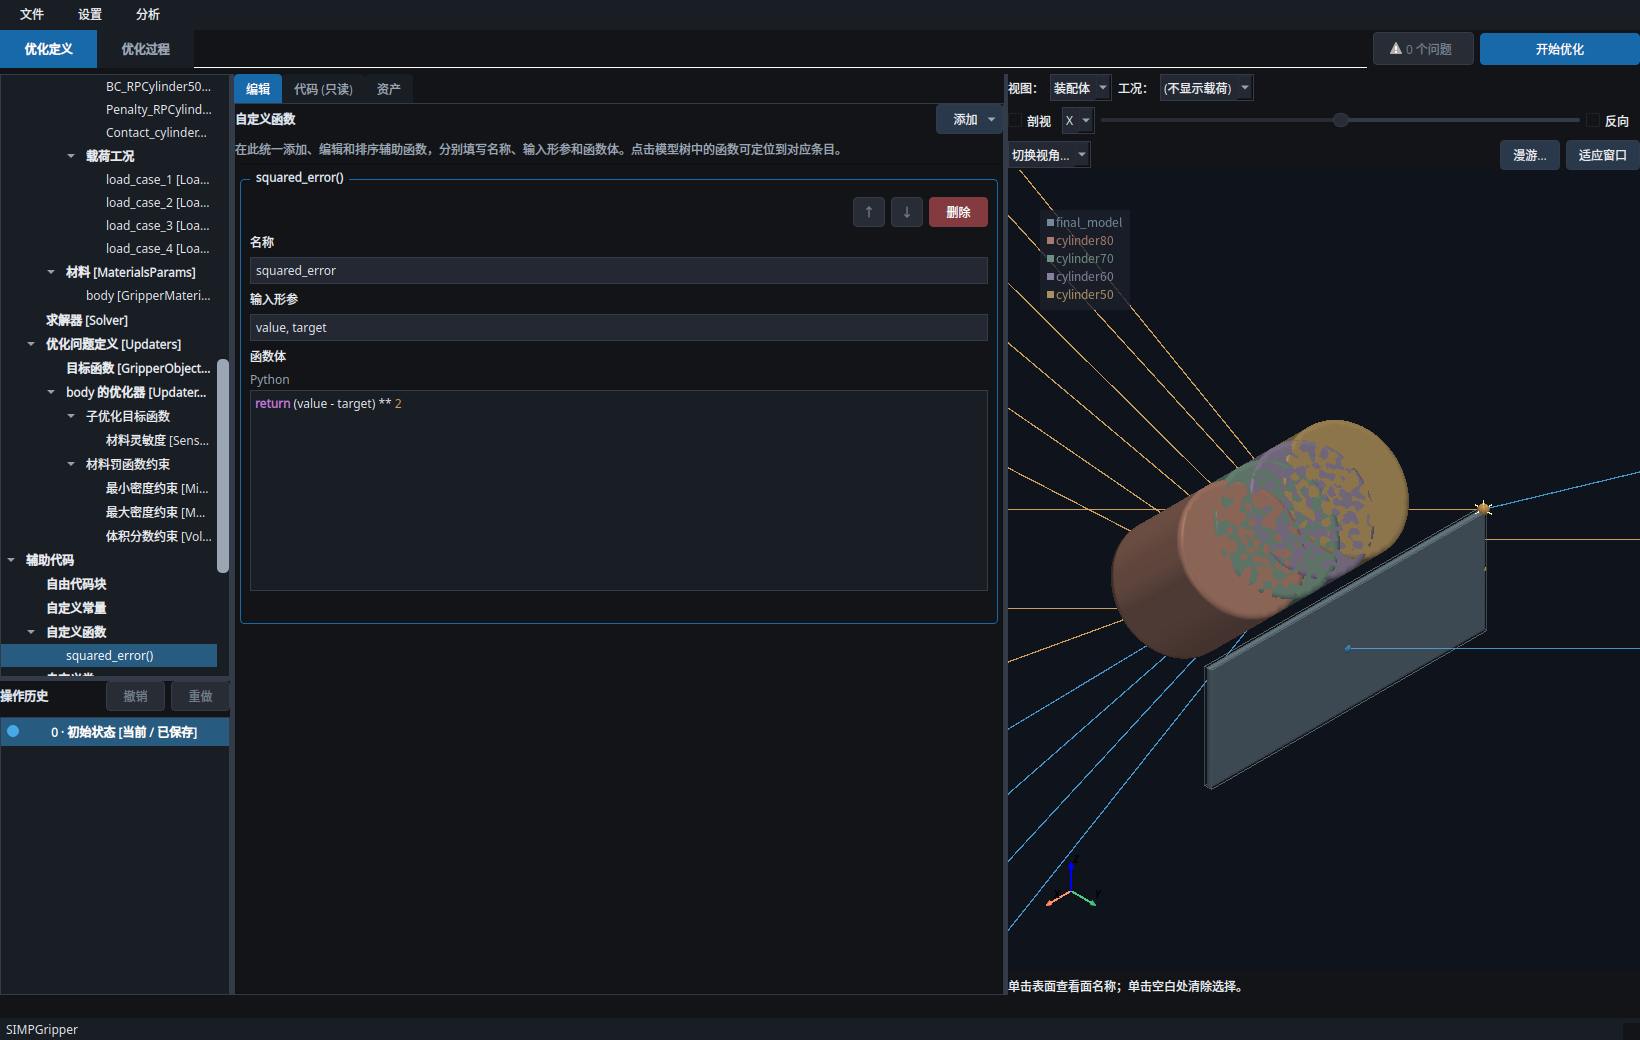 文件 设置 分析
优化定义 优化过程 0 个问题 开始优化
BC_RPCylinder50...
Penalty_RPCylind...
Contact_cylinder...
载荷工况
load_case_1 [Loa...
load_case_2 [Loa...
load_case_3 [Loa...
load_case_4 [Loa...
材料 [MaterialsParams]
body [GripperMateri...
求解器 [Solver]
优化问题定义 [Updaters]
目标函数 [GripperObject...
body 的优化器 [Updater...
子优化目标函数
材料灵敏度 [Sens...
材料罚函数约束
最小密度约束 [Mi...
最大密度约束 [M...
体积分数约束 [Vol...
辅助代码
自由代码块
自定义常量
自定义函数
squared_error()
操作历史 撤销 重做
0 · 初始状态 [当前 / 已保存]
编辑 代码 (只读) 资产
自定义函数 添加
在此统一添加、编辑和排序辅助函数，分别填写名称、输入形参和函数体。点击模型树中的函数可定位到对应条目。
squared_error()
↑ ↓ 删除
名称
squared_error
输入形参
value, target
函数体
Python
return (value - target) ** 2
视图： 装配体 工况： (不显示载荷)
剖视 X 反向
切换视角... 漫游... 适应窗口
final_model
cylinder80
cylinder70
cylinder60
cylinder50
单击表面查看面名称；单击空白处清除选择。
SIMPGripper